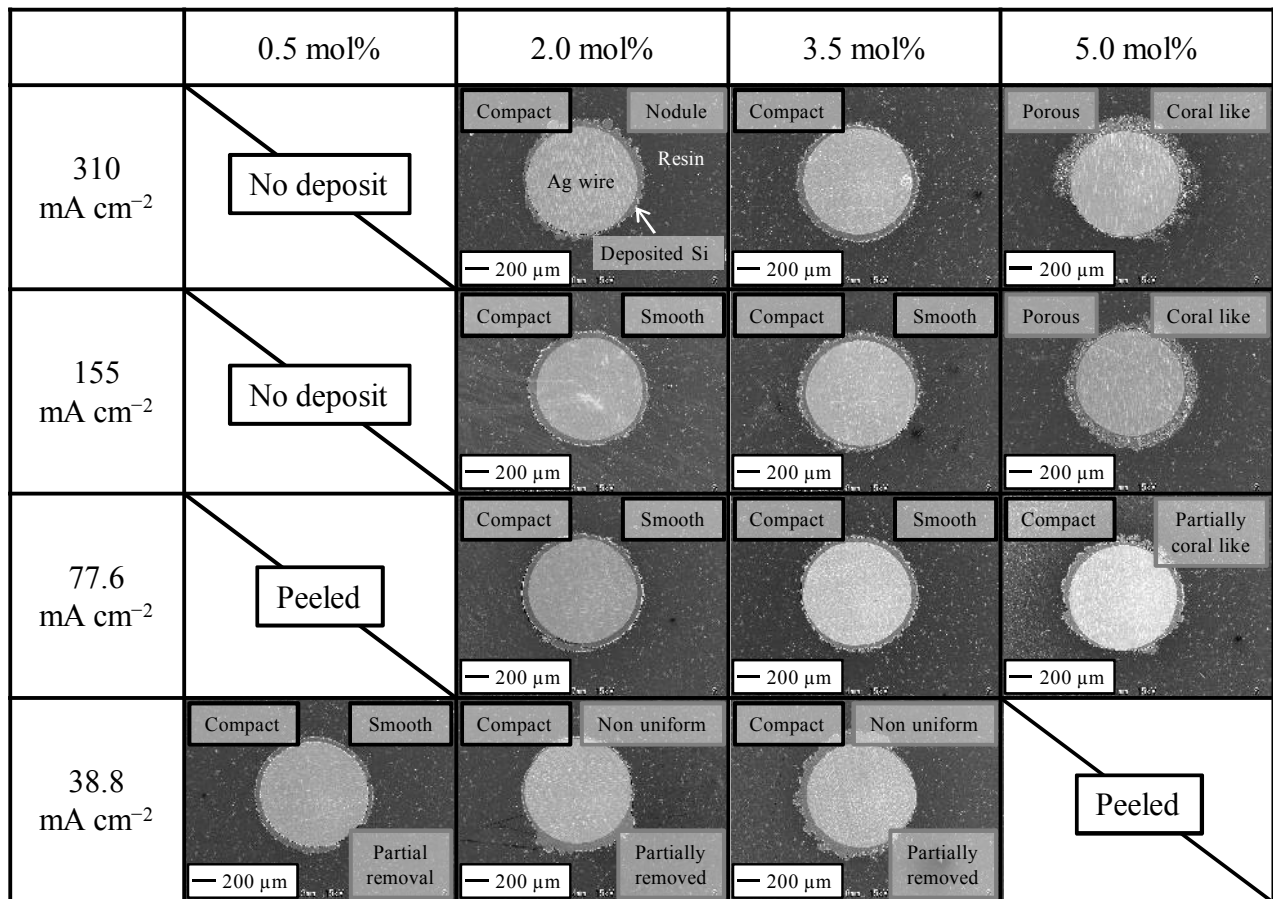 0.5 mol%
2.0 mol%
3.5 mol%
5.0 mol%
310
mA cm⁻²
No deposit
Compact
Nodule
Resin
Ag wire
Deposited Si
200 µm
Compact
200 µm
Porous
Coral like
200 µm
155
mA cm⁻²
No deposit
Compact
Smooth
200 µm
Compact
Smooth
200 µm
Porous
Coral like
200 µm
77.6
mA cm⁻²
Peeled
Compact
Smooth
200 µm
Compact
Smooth
200 µm
Compact
Partially
coral like
200 µm
38.8
mA cm⁻²
Compact
Smooth
Partial
removal
200 µm
Compact
Non uniform
Partially
removed
200 µm
Compact
Non uniform
Partially
removed
200 µm
Peeled